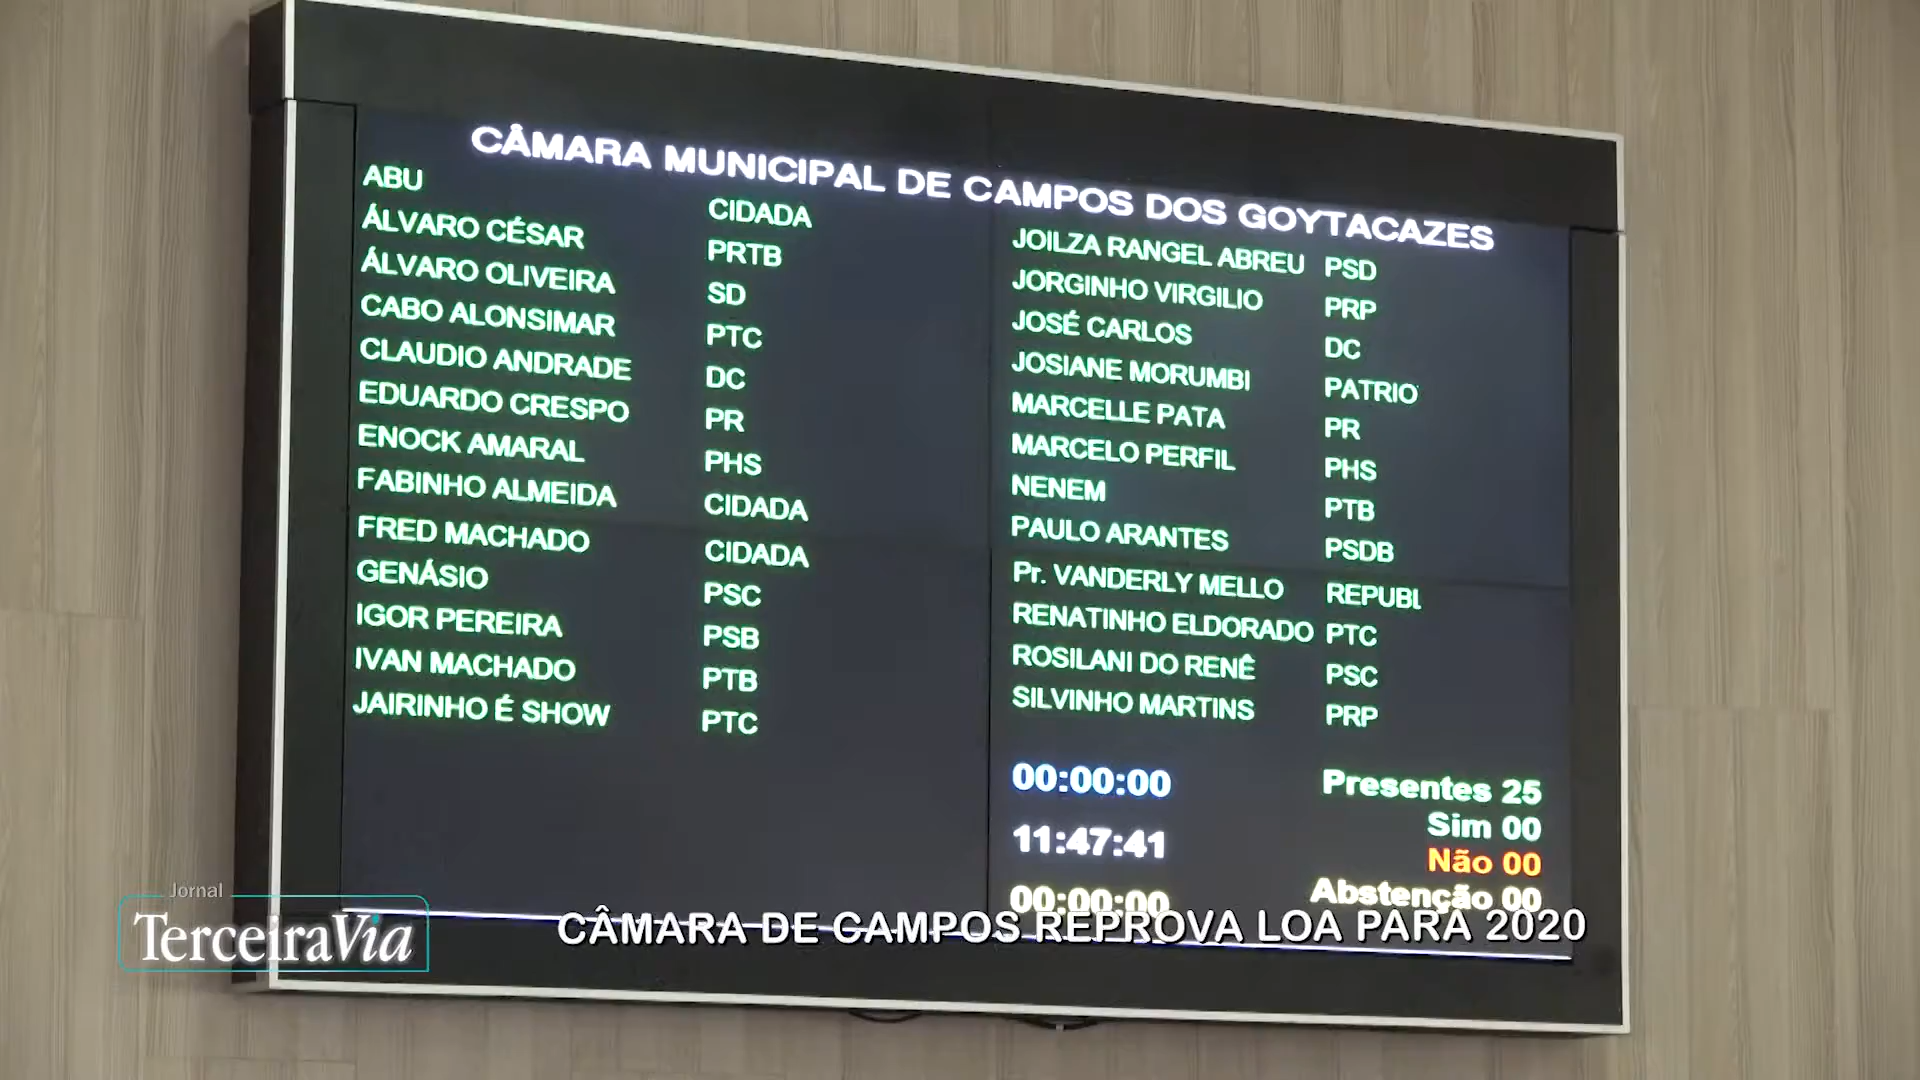 CÂMARA MUNICIPAL DE CAMPOS DOS GOYTACAZES
ABU CIDADA
ÁLVARO CÉSAR PRTB
ÁLVARO OLIVEIRA SD
CABO ALONSIMAR PTC
CLAUDIO ANDRADE DC
EDUARDO CRESPO PR
ENOCK AMARAL PHS
FABINHO ALMEIDA CIDADA
FRED MACHADO CIDADA
GENÁSIO PSC
IGOR PEREIRA PSB
IVAN MACHADO PTB
JAIRINHO É SHOW PTC
JOILZA RANGEL ABREU PSD
JORGINHO VIRGILIO PRP
JOSÉ CARLOS DC
JOSIANE MORUMBI PATRIO
MARCELLE PATA PR
MARCELO PERFIL PHS
NENEM PTB
PAULO ARANTES PSDB
Pr. VANDERLY MELLO REPUBL
RENATINHO ELDORADO PTC
ROSILANI DO RENÊ PSC
SILVINHO MARTINS PRP
00:00:00 Presentes 25
Sim 00
11:47:41 Não 00
00:00:00 Abstenção 00
Jornal
TerceiraVia
CÂMARA DE CAMPOS REPROVA LOA PARA 2020